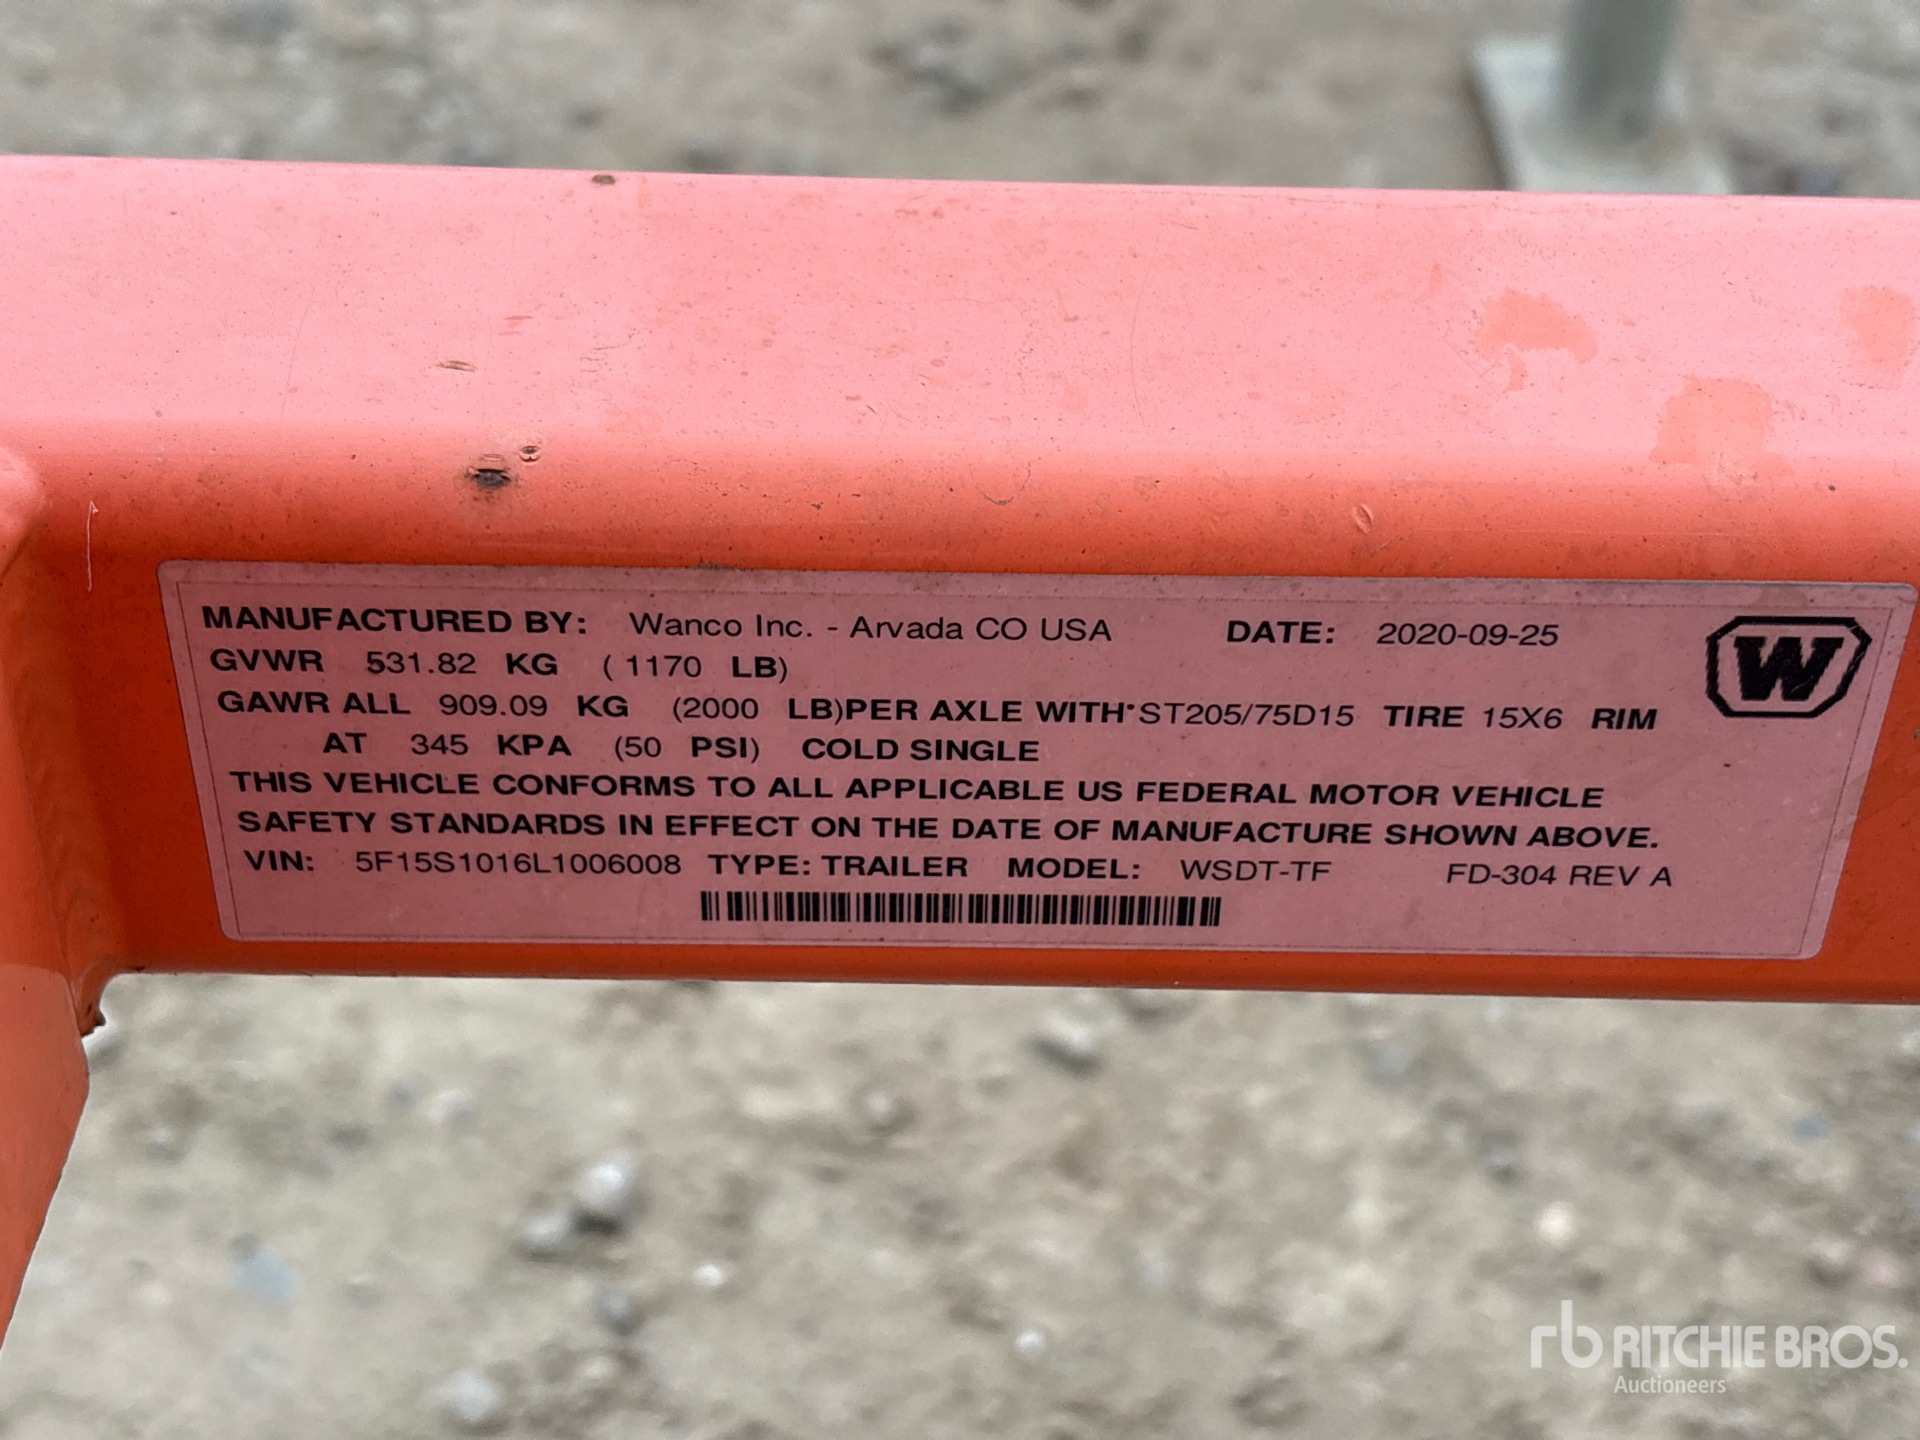 MANUFACTURED BY: Wanco Inc. - Arvada CO USA DATE: 2020-09-25
W
GVWR 531.82 KG ( 1170 LB)
GAWR ALL 909.09 KG (2000 LB)PER AXLE WITH ST205/75D15 TIRE 15X6 RIM
AT 345 KPA (50 PSI) COLD SINGLE
THIS VEHICLE CONFORMS TO ALL APPLICABLE US FEDERAL MOTOR VEHICLE
SAFETY STANDARDS IN EFFECT ON THE DATE OF MANUFACTURE SHOWN ABOVE.
VIN: 5F15S1016L1006008 TYPE: TRAILER MODEL: WSDT-TF FD-304 REV A
rb RITCHIE BROS.
Auctioneers